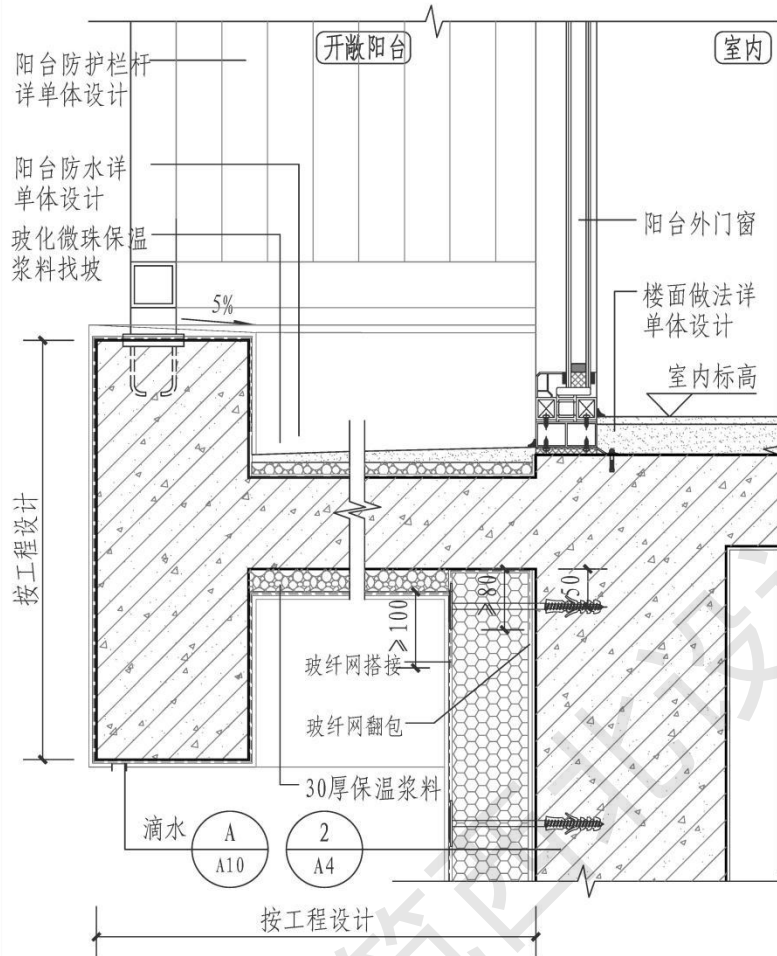 开敞阳台
室内
阳台防护栏杆
详单体设计
阳台防水详
单体设计
玻化微珠保温
浆料找坡
5%
阳台外门窗
楼面做法详
单体设计
室内标高
按工程设计
≥100
≥80
50
玻纤网搭接
玻纤网翻包
30厚保温浆料
滴水
A
A10
2
A4
按工程设计
筑西北设